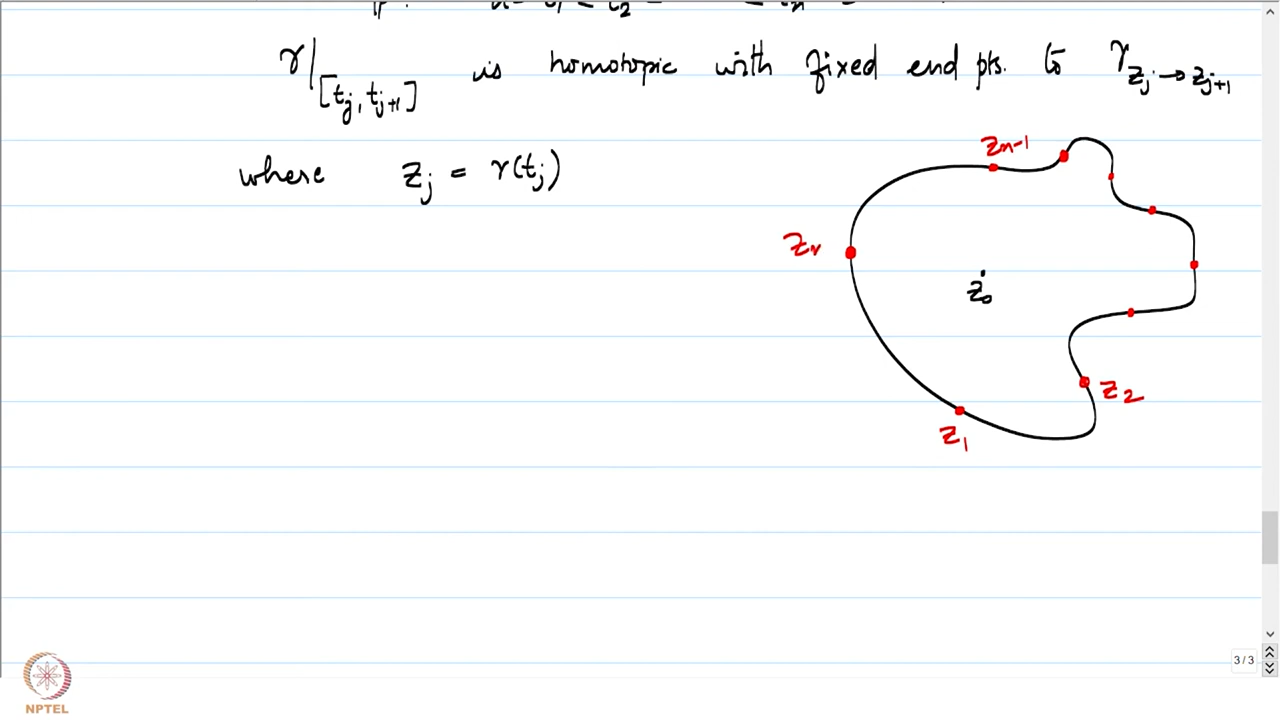 γ|[tj, tj+1] is homotopic with fixed end pts. to γzj→zj+1
where zj = γ(tj)
zn-1
z0
z2
z1
3 / 3
NPTEL